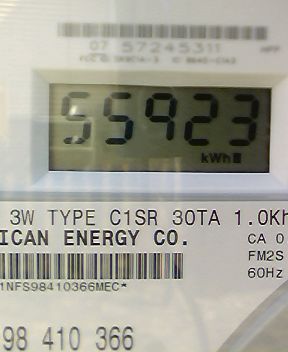 07 57245311
55923
kWh
3W TYPE C1SR 30TA 1.0Kh
ICAN ENERGY CO.
CA 0
FM2S
60Hz
1NFS98410366MEC*
98 410 366